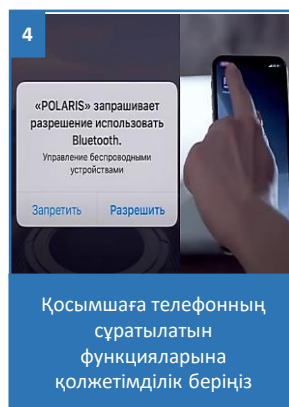 4
«POLARIS» запрашивает
разрешение использовать
Bluetooth.
Управление беспроводными
устройствами
Запретить Разрешить
Қосымшаға телефонның
сұратылатын
функцияларына
қолжетімділік беріңіз